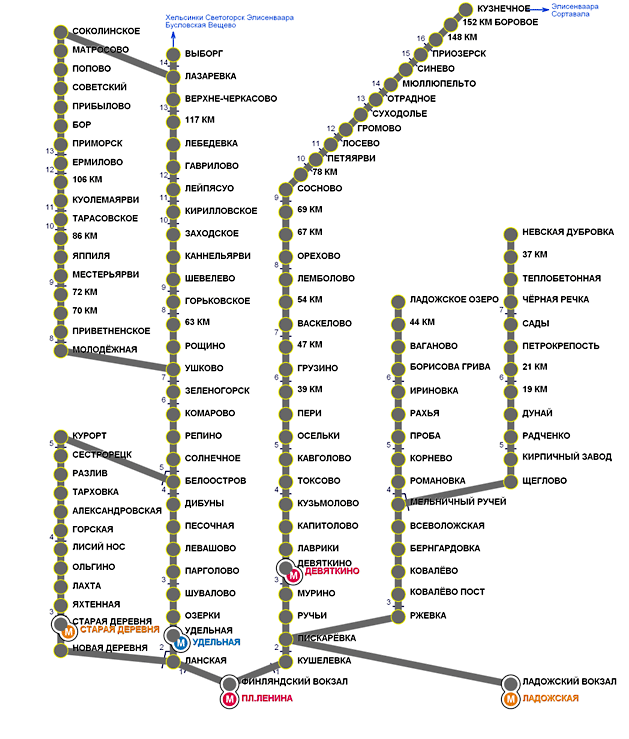 Хельсинки Светогорск Элисенваара
Бусловская Вещево
СОКОЛИНСКОЕ
МАТРОСОВО
ПОПОВО
СОВЕТСКИЙ
ПРИБЫЛОВО
БОР
ПРИМОРСК
13
ЕРМИЛОВО
12
106 КМ
КУОЛЕМАЯРВИ
11
ТАРАСОВСКОЕ
10
86 КМ
ЯППИЛЯ
МЕСТЕРЬЯРВИ
9
72 КМ
70 КМ
ПРИВЕТНЕНСКОЕ
8
МОЛОДЁЖНАЯ
КУРОРТ
5
СЕСТРОРЕЦК
РАЗЛИВ
ТАРХОВКА
АЛЕКСАНДРОВСКАЯ
ГОРСКАЯ
4
ЛИСИЙ НОС
ОЛЬГИНО
ЛАХТА
ЯХТЕННАЯ
3
СТАРАЯ ДЕРЕВНЯ
М СТАРАЯ ДЕРЕВНЯ
НОВАЯ ДЕРЕВНЯ
ВЫБОРГ
14
ЛАЗАРЕВКА
ВЕРХНЕ-ЧЕРКАСОВО
13
117 КМ
ЛЕБЕДЕВКА
ГАВРИЛОВО
12
ЛЕЙПЯСУО
11
КИРИЛЛОВСКОЕ
10
ЗАХОДСКОЕ
КАННЕЛЬЯРВИ
ШЕВЕЛЕВО
9
ГОРЬКОВСКОЕ
8
63 КМ
РОЩИНО
УШКОВО
7
ЗЕЛЕНОГОРСК
6
КОМАРОВО
РЕПИНО
СОЛНЕЧНОЕ
5
БЕЛООСТРОВ
4
ДИБУНЫ
ПЕСОЧНАЯ
ЛЕВАШОВО
ПАРГОЛОВО
3
ШУВАЛОВО
ОЗЕРКИ
УДЕЛЬНАЯ
М УДЕЛЬНАЯ
2
ЛАНСКАЯ
1
ФИНЛЯНДСКИЙ ВОКЗАЛ
М ПЛ.ЛЕНИНА
КУЗНЕЧНОЕ
Элисенваара
Сортавала
152 КМ БОРОВОЕ
16
148 КМ
15
ПРИОЗЕРСК
СИНЕВО
14
МЮЛЛЮПЕЛЬТО
13
ОТРАДНОЕ
СУХОДОЛЬЕ
12
ГРОМОВО
11
ЛОСЕВО
10
ПЕТЯЯРВИ
78 КМ
СОСНОВО
9
69 КМ
67 КМ
ОРЕХОВО
8
ЛЕМБОЛОВО
54 КМ
ВАСКЕЛОВО
7
47 КМ
ГРУЗИНО
6
39 КМ
ПЕРИ
ОСЕЛЬКИ
5
КАВГОЛОВО
ТОКСОВО
4
КУЗЬМОЛОВО
КАПИТОЛОВО
ЛАВРИКИ
ДЕВЯТКИНО
М ДЕВЯТКИНО
3
МУРИНО
РУЧЬИ
ПИСКАРЁВКА
2
КУШЕЛЕВКА
1
ЛАДОЖСКОЕ ОЗЕРО
44 КМ
ВАГАНОВО
БОРИСОВА ГРИВА
6
ИРИНОВКА
РАХЬЯ
ПРОБА
5
КОРНЕВО
РОМАНОВКА
4
МЕЛЬНИЧНЫЙ РУЧЕЙ
ВСЕВОЛОЖСКАЯ
БЕРНГАРДОВКА
КОВАЛЁВО
КОВАЛЁВО ПОСТ
3
РЖЕВКА
НЕВСКАЯ ДУБРОВКА
37 КМ
ТЕПЛОБЕТОННАЯ
ЧЁРНАЯ РЕЧКА
7
САДЫ
ПЕТРОКРЕПОСТЬ
21 КМ
6
19 КМ
ДУНАЙ
РАДЧЕНКО
5
КИРПИЧНЫЙ ЗАВОД
ЩЕГЛОВО
ЛАДОЖСКИЙ ВОКЗАЛ
М ЛАДОЖСКАЯ